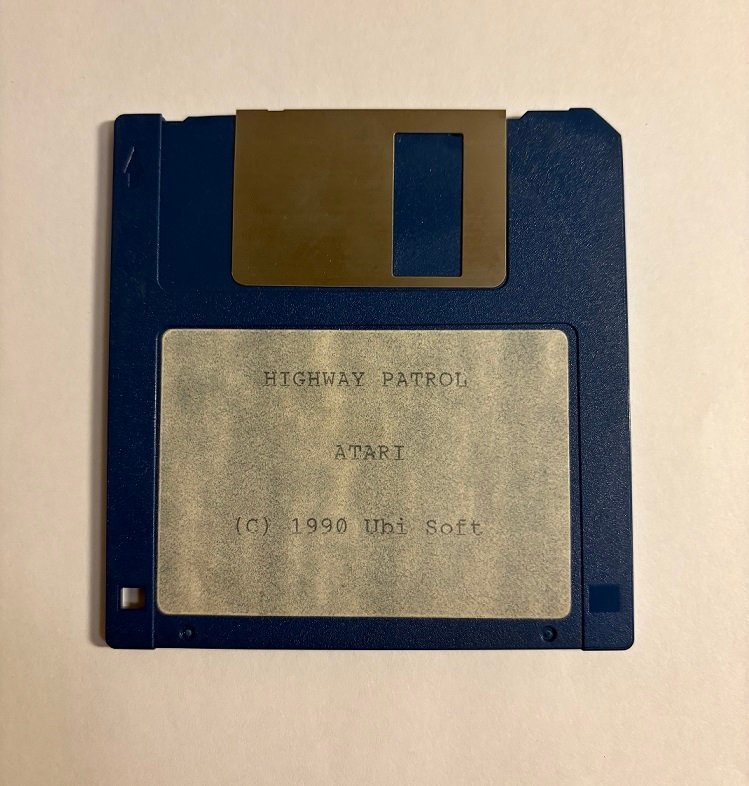 HIGHWAY PATROL
ATARI
(C) 1990 Ubi Soft